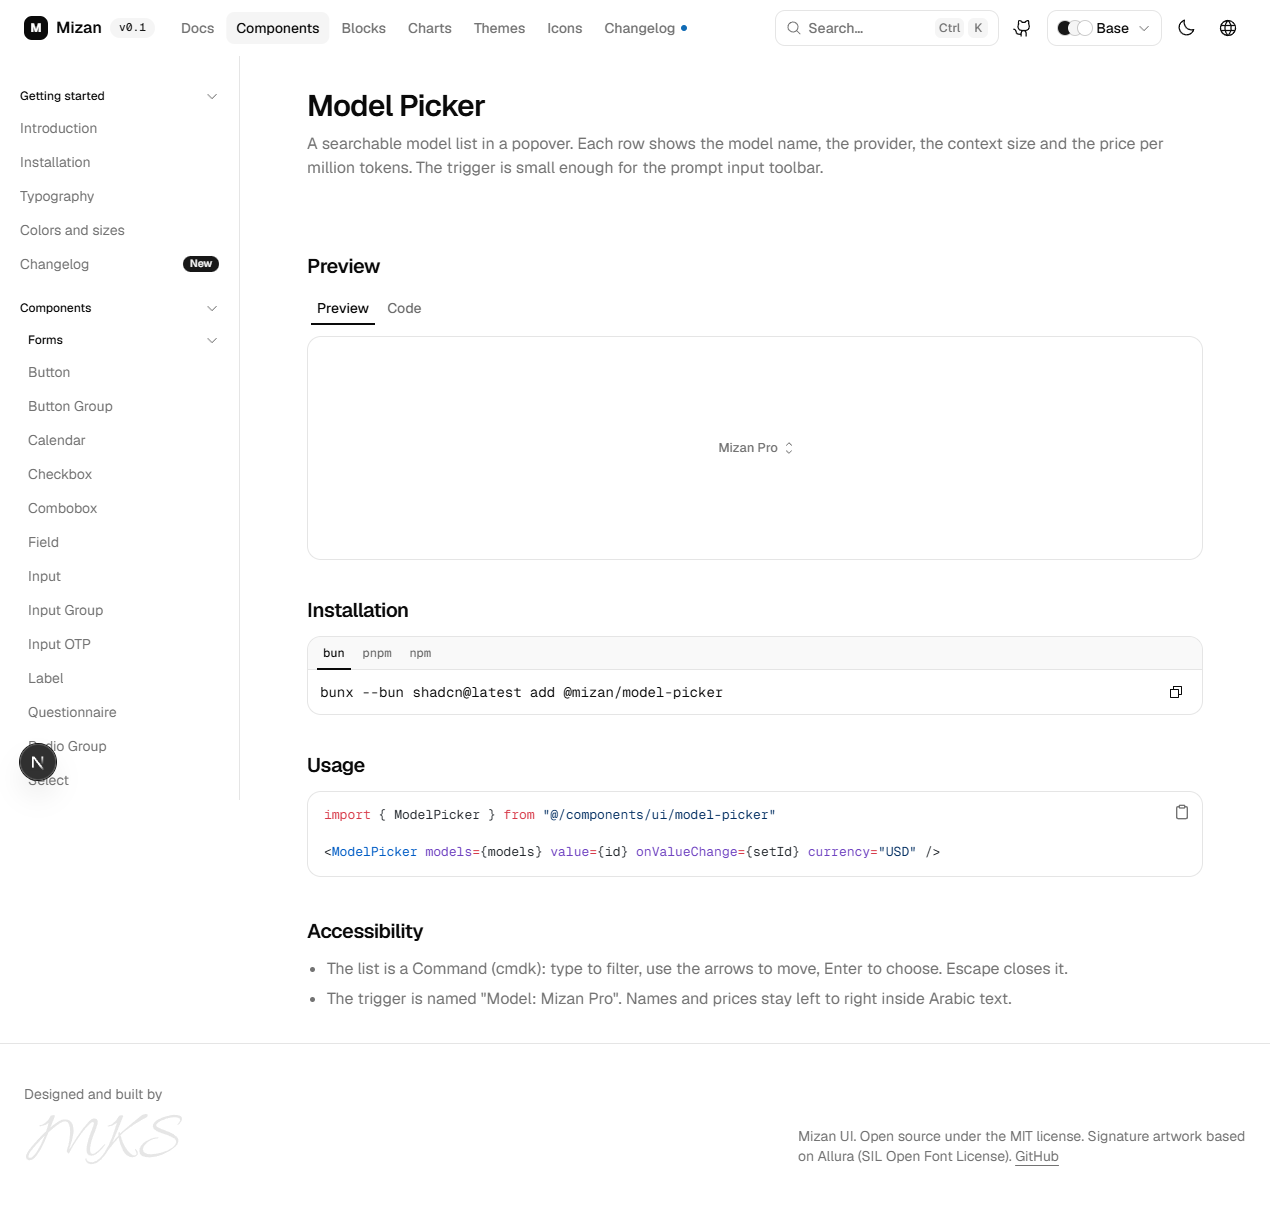 M Mizan v0.1 Docs Components Blocks Charts Themes Icons Changelog Search... Ctrl K Base
Getting started
Introduction
Installation
Typography
Colors and sizes
Changelog New
Components
Forms
Button
Button Group
Calendar
Checkbox
Combobox
Field
Input
Input Group
Input OTP
Label
Questionnaire
Radio Group
N
Select
Model Picker
A searchable model list in a popover. Each row shows the model name, the provider, the context size and the price per
million tokens. The trigger is small enough for the prompt input toolbar.
Preview
Preview Code
Mizan Pro
Installation
bun pnpm npm
bunx --bun shadcn@latest add @mizan/model-picker
Usage
import { ModelPicker } from "@/components/ui/model-picker"
<ModelPicker models={models} value={id} onValueChange={setId} currency="USD" />
Accessibility
• The list is a Command (cmdk): type to filter, use the arrows to move, Enter to choose. Escape closes it.
• The trigger is named "Model: Mizan Pro". Names and prices stay left to right inside Arabic text.
Designed and built by
MKS
Mizan UI. Open source under the MIT license. Signature artwork based
on Allura (SIL Open Font License). GitHub